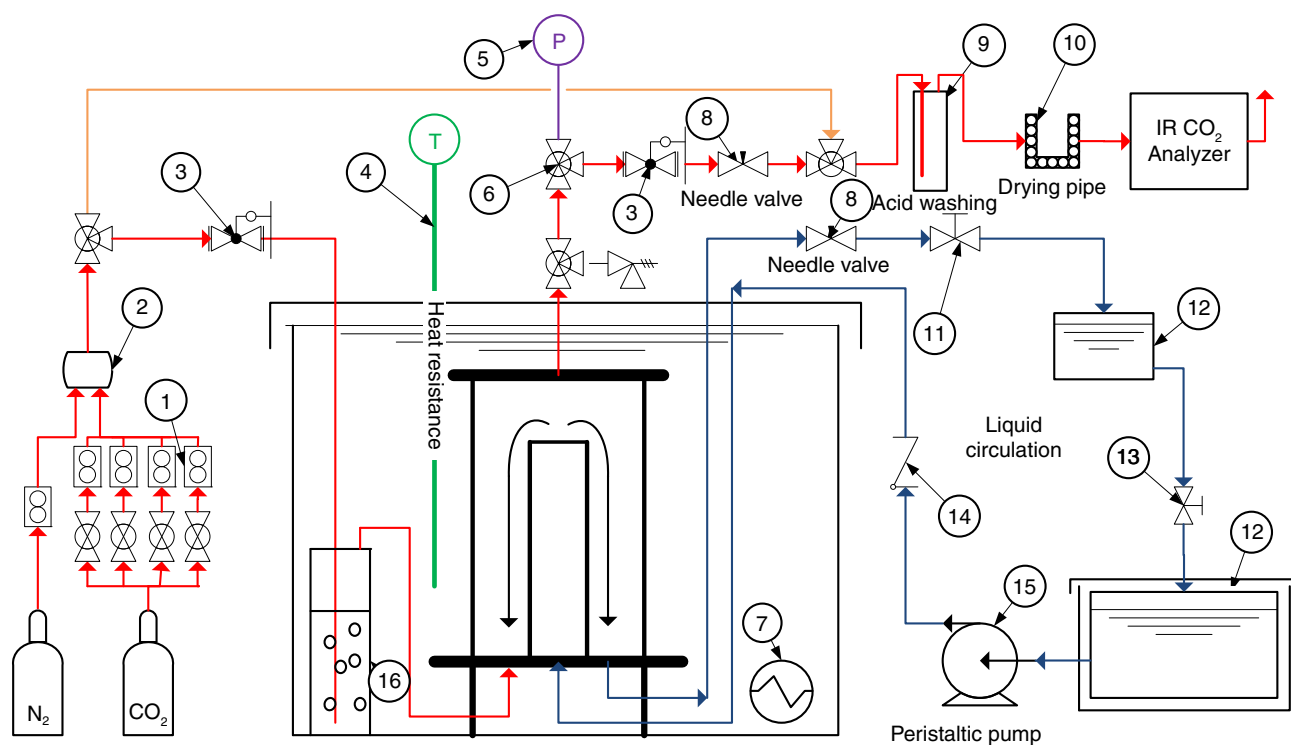 P
5
9
10
T
8
IR CO₂
Analyzer
3
4
6
3
Needle valve
Acid washing
Drying pipe
8
Needle valve
11
2
12
Heat resistance
1
Liquid
circulation
13
14
12
15
7
16
N₂
CO₂
Peristaltic pump